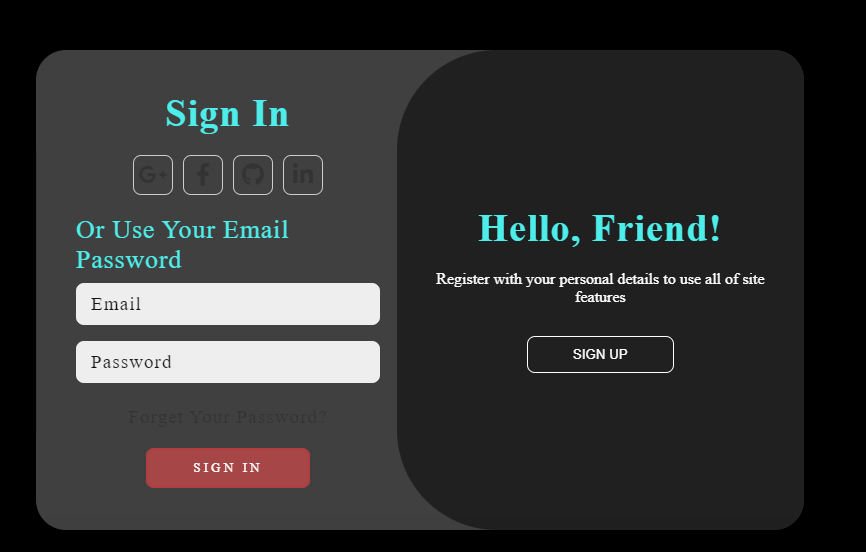 Sign In
G+ f in
Or Use Your Email
Password
Email
Password
Forget Your Password?
SIGN IN
Hello, Friend!
Register with your personal details to use all of site
features
SIGN UP